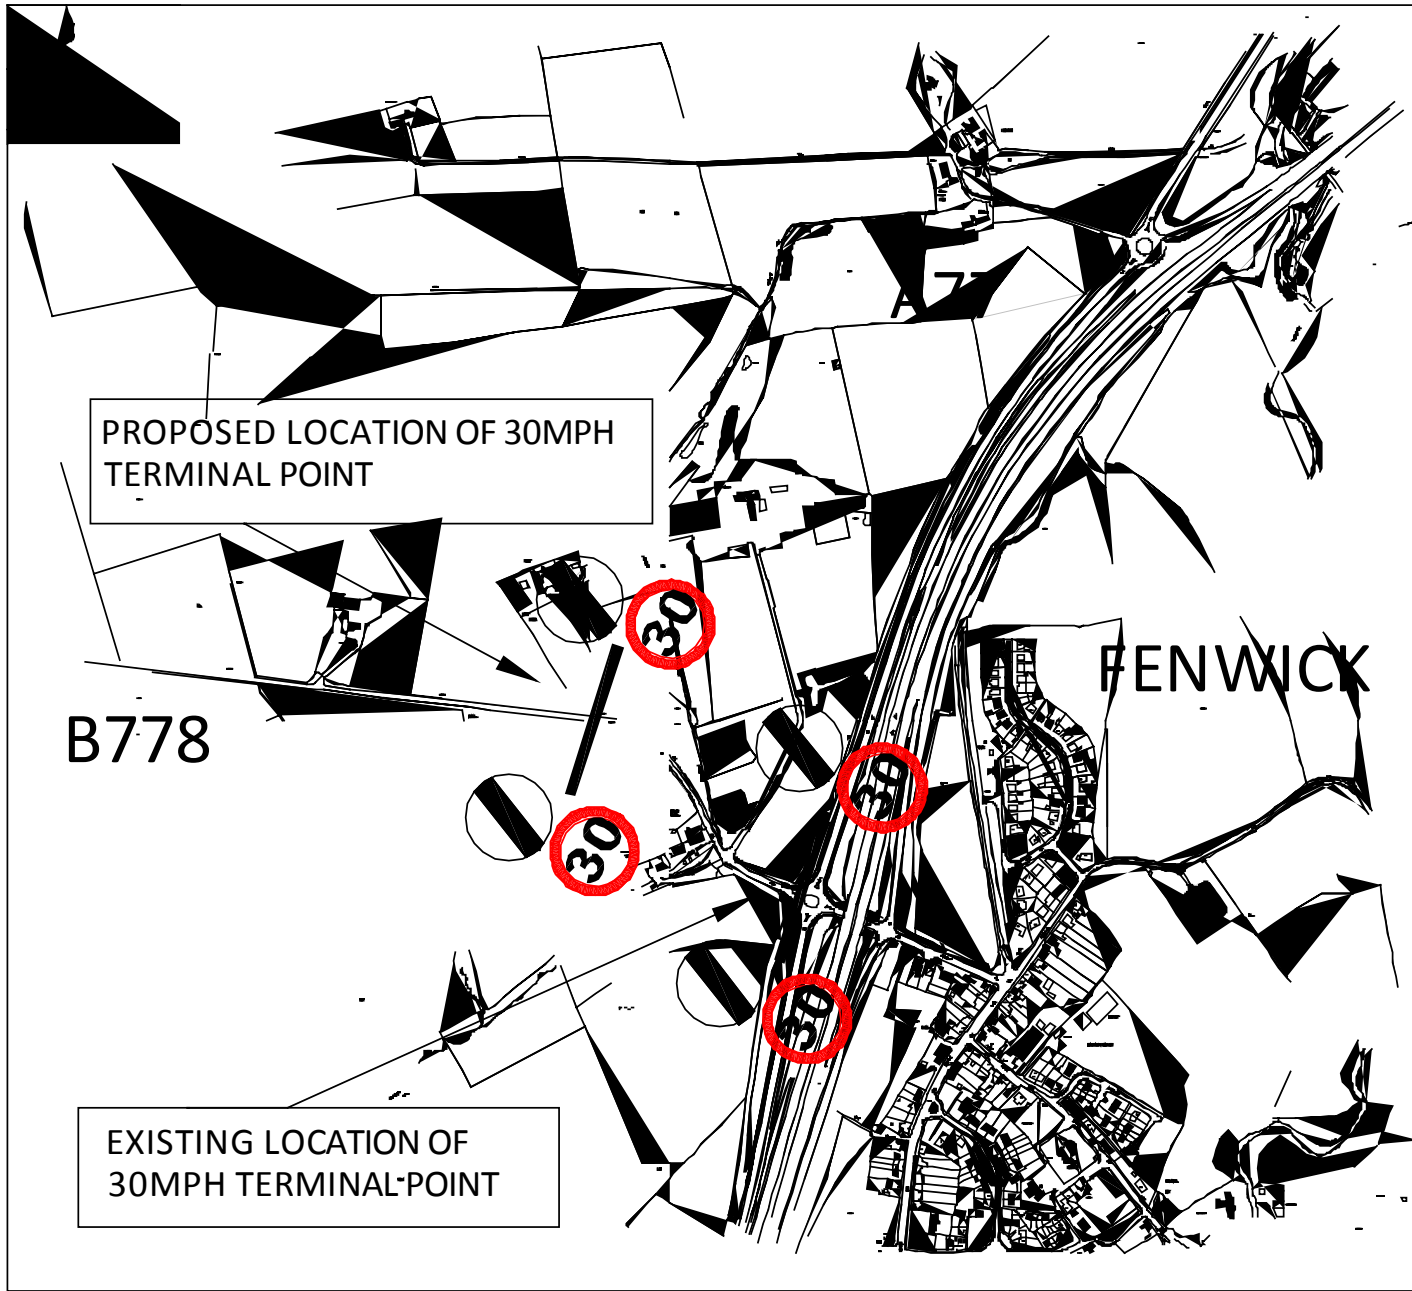 PROPOSED LOCATION OF 30MPH
TERMINAL POINT
30
FENWICK
B778
30
30
30
EXISTING LOCATION OF
30MPH TERMINAL POINT